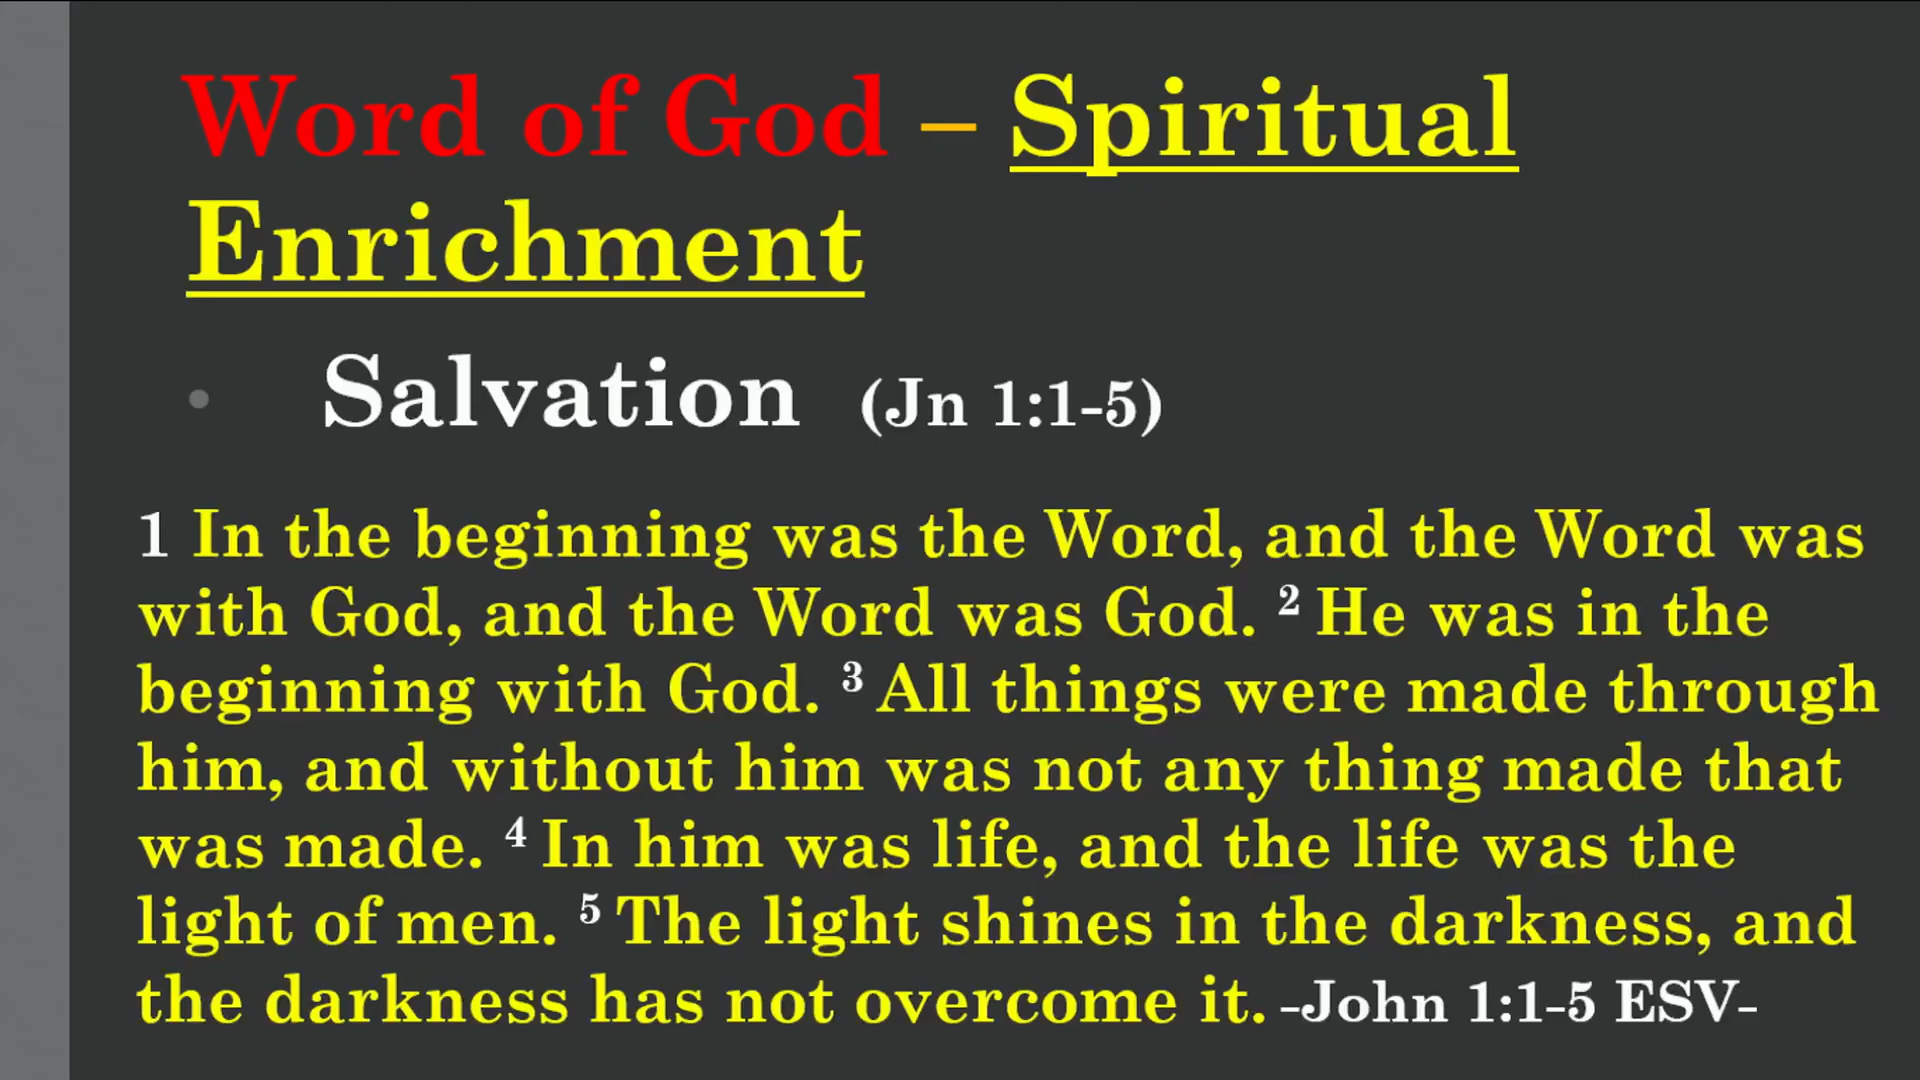 Word of God – Spiritual
Enrichment
• Salvation (Jn 1:1-5)
1 In the beginning was the Word, and the Word was
with God, and the Word was God. 2 He was in the
beginning with God. 3 All things were made through
him, and without him was not any thing made that
was made. 4 In him was life, and the life was the
light of men. 5 The light shines in the darkness, and
the darkness has not overcome it. -John 1:1-5 ESV-